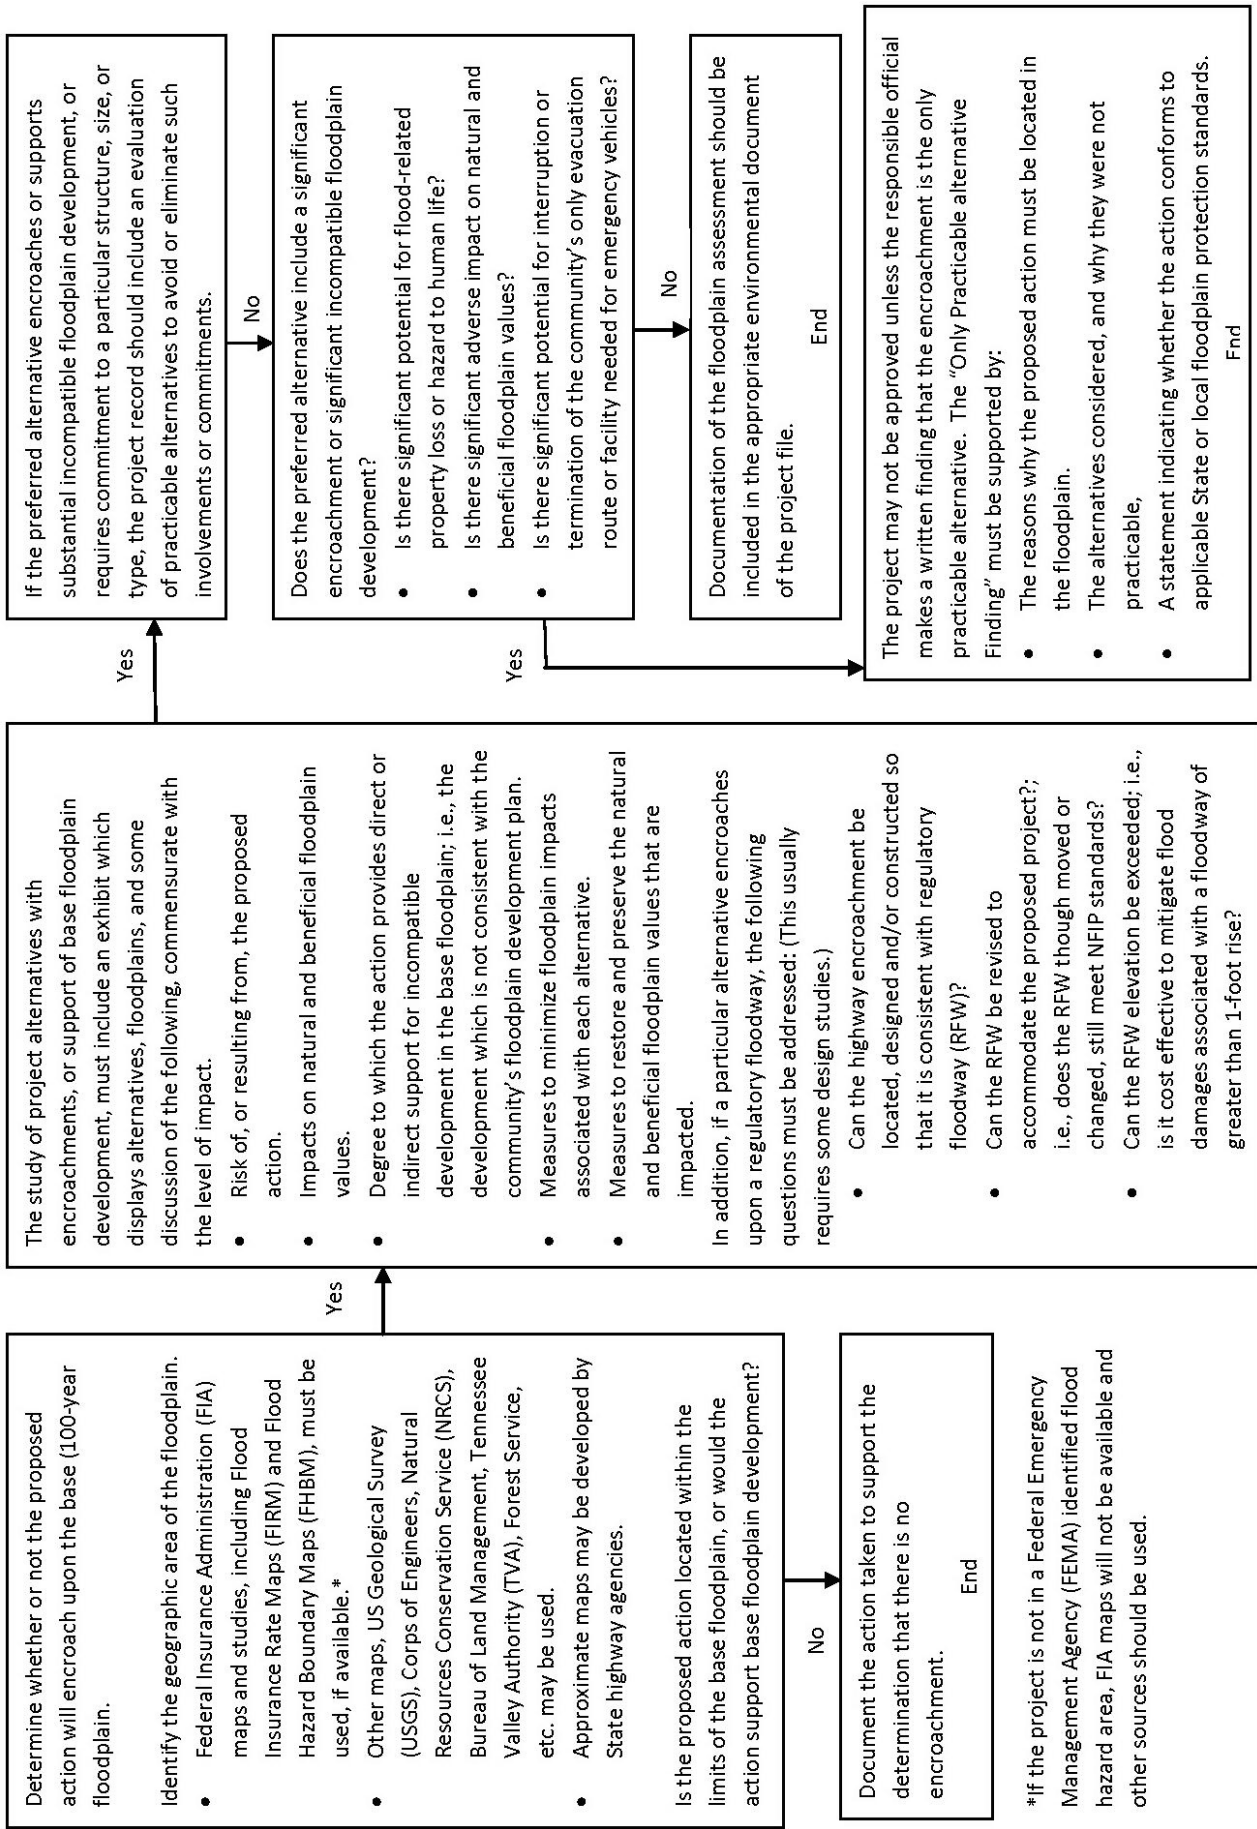 Determine whether or not the proposed
action will encroach upon the base (100-year
floodplain.
Identify the geographic area of the floodplain.
• Federal Insurance Administration (FIA)
maps and studies, including Flood
Insurance Rate Maps (FIRM) and Flood
Hazard Boundary Maps (FHBM), must be
used, if available.*
• Other maps, US Geological Survey
(USGS), Corps of Engineers, Natural
Resources Conservation Service (NRCS),
Bureau of Land Management, Tennessee
Valley Authority (TVA), Forest Service,
etc. may be used.
• Approximate maps may be developed by
State highway agencies.
Is the proposed action located within the
limits of the base floodplain, or would the
action support base floodplain development?
No
Document the action taken to support the
determination that there is no
encroachment.
End
*If the project is not in a Federal Emergency
Management Agency (FEMA) identified flood
hazard area, FIA maps will not be available and
other sources should be used.
Yes
The study of project alternatives with
encroachments, or support of base floodplain
development, must include an exhibit which
displays alternatives, floodplains, and some
discussion of the following, commensurate with
the level of impact.
• Risk of, or resulting from, the proposed
action.
• Impacts on natural and beneficial floodplain
values.
• Degree to which the action provides direct or
indirect support for incompatible
development in the base floodplain; i.e., the
development which is not consistent with the
community's floodplain development plan.
• Measures to minimize floodplain impacts
associated with each alternative.
• Measures to restore and preserve the natural
and beneficial floodplain values that are
impacted.
In addition, if a particular alternative encroaches
upon a regulatory floodway, the following
questions must be addressed: (This usually
requires some design studies.)
• Can the highway encroachment be
located, designed and/or constructed so
that it is consistent with regulatory
floodway (RFW)?
• Can the RFW be revised to
accommodate the proposed project?;
i.e., does the RFW though moved or
changed, still meet NFIP standards?
• Can the RFW elevation be exceeded; i.e.,
is it cost effective to mitigate flood
damages associated with a floodway of
greater than 1-foot rise?
Yes
If the preferred alternative encroaches or supports
substantial incompatible floodplain development, or
requires commitment to a particular structure, size, or
type, the project record should include an evaluation
of practicable alternatives to avoid or eliminate such
involvements or commitments.
No
Does the preferred alternative include a significant
encroachment or significant incompatible floodplain
development?
• Is there significant potential for flood-related
property loss or hazard to human life?
• Is there significant adverse impact on natural and
beneficial floodplain values?
• Is there significant potential for interruption or
termination of the community's only evacuation
route or facility needed for emergency vehicles?
No
Documentation of the floodplain assessment should be
included in the appropriate environmental document
of the project file.
End
Yes
The project may not be approved unless the responsible official
makes a written finding that the encroachment is the only
practicable alternative. The "Only Practicable alternative
Finding" must be supported by:
• The reasons why the proposed action must be located in
the floodplain.
• The alternatives considered, and why they were not
practicable,
• A statement indicating whether the action conforms to
applicable State or local floodplain protection standards.
End